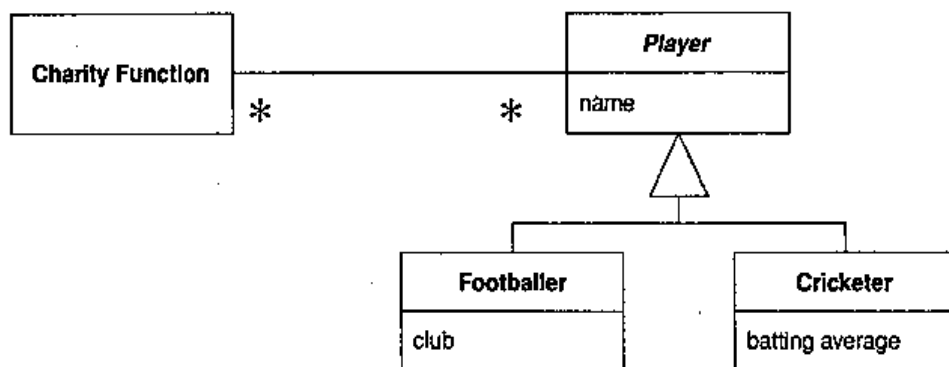 Player
Charity Function
name
*
*
Footballer
Cricketer
club
batting average